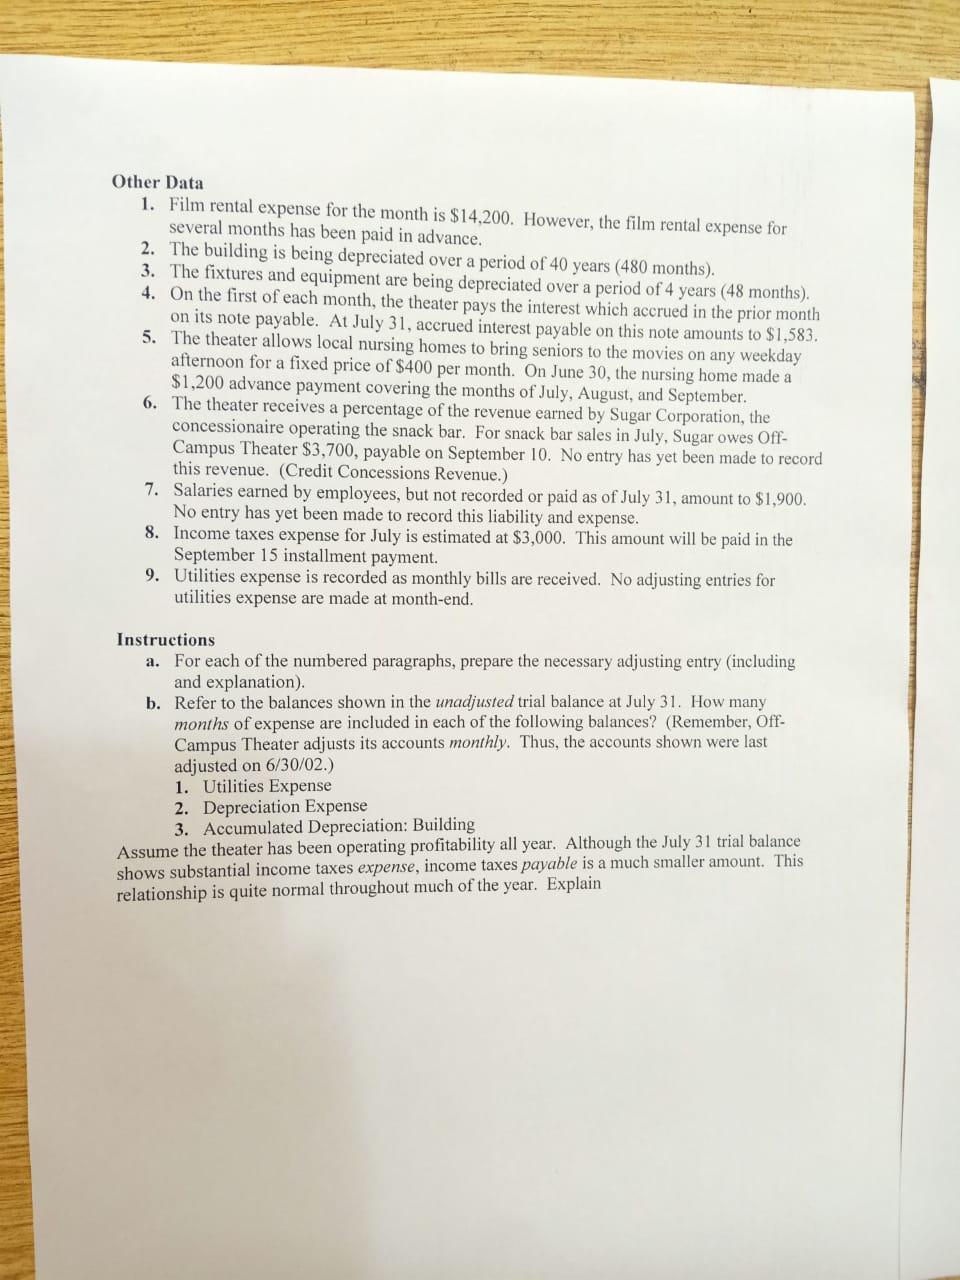 Other Data
1. Film rental expense for the month is $14,200. However, the film rental expense for
several months has been paid in advance.
2. The building is being depreciated over a period of 40 years (480 months).
3. The fixtures and equipment are being depreciated over a period of 4 years (48 months).
4. On the first of each month, the theater pays the interest which accrued in the prior month
on its note payable. At July 31, accrued interest payable on this note amounts to $1,583.
5. The theater allows local nursing homes to bring seniors to the movies on any weekday
afternoon for a fixed price of $400 per month. On June 30, the nursing home made a
$1,200 advance payment covering the months of July, August, and September.
6. The theater receives a percentage of the revenue earned by Sugar Corporation, the
concessionaire operating the snack bar. For snack bar sales in July, Sugar owes Off-
Campus Theater $3,700, payable on September 10. No entry has yet been made to record
this revenue. (Credit Concessions Revenue.)
7. Salaries earned by employees, but not recorded or paid as of July 31, amount to $1,900.
No entry has yet been made to record this liability and expense.
8. Income taxes expense for July is estimated at $3,000. This amount will be paid in the
September 15 installment payment.
9. Utilities expense is recorded as monthly bills are received. No adjusting entries for
utilities expense are made at month-end.
Instructions
a. For each of the numbered paragraphs, prepare the necessary adjusting entry (including
and explanation).
b. Refer to the balances shown in the unadjusted trial balance at July 31. How many
months of expense are included in each of the following balances? (Remember, Off-
Campus Theater adjusts its accounts monthly. Thus, the accounts shown were last
adjusted on 6/30/02.)
1. Utilities Expense
2. Depreciation Expense
3. Accumulated Depreciation: Building
Assume the theater has been operating profitability all year. Although the July 31 trial balance
shows substantial income taxes expense, income taxes payable is a much smaller amount. This
relationship is quite normal throughout much of the year. Explain